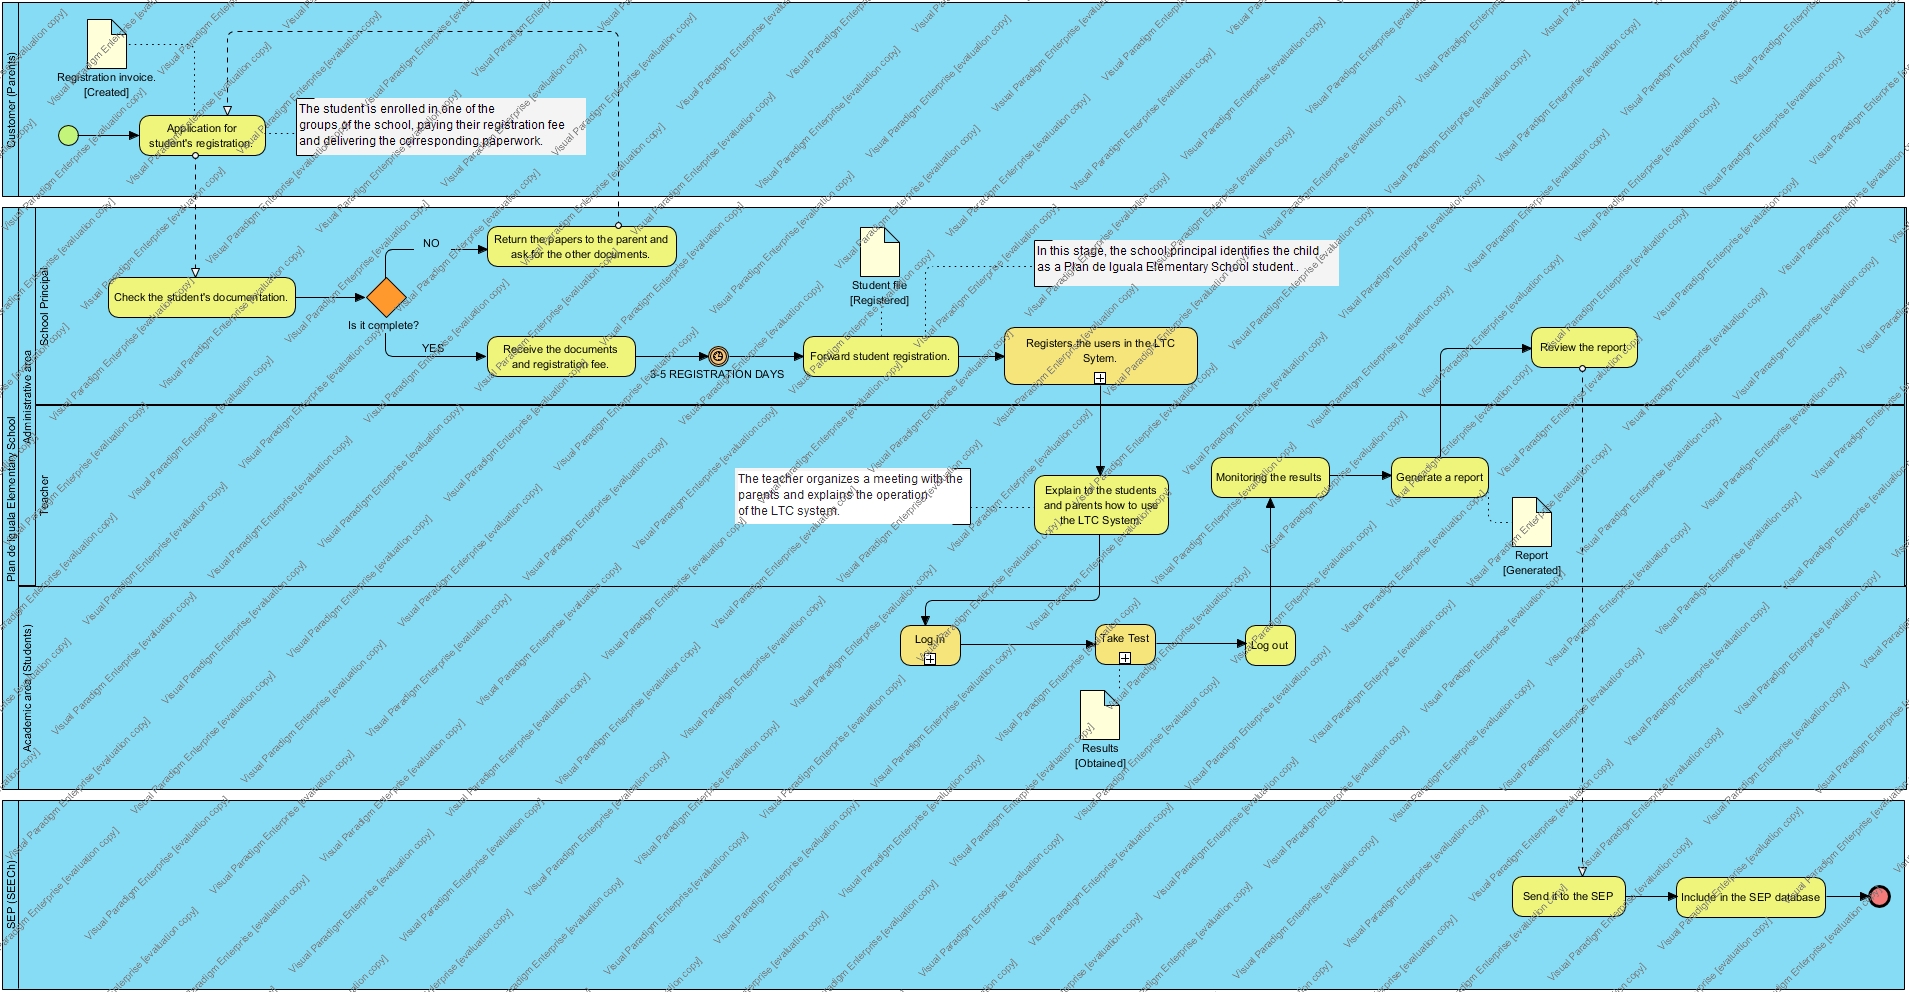 Customer (Parents)
Registration invoice.
[Created]
Application for
student's registration.
The student is enrolled in one of the
groups of the school, paying their registration fee
and delivering the corresponding paperwork.
Plan de Iguala Elementary School
Administrative area
School Principal
Check the student's documentation.
Is it complete?
NO
Return the papers to the parent and
ask for the other documents.
YES
Receive the documents
and registration fee.
3-5 REGISTRATION DAYS
Student file
[Registered]
Forward student registration.
In this stage, the school principal identifies the child
as a Plan de Iguala Elementary School student..
Registers the users in the LTC
Sytem.
Review the report
Teacher
The teacher organizes a meeting with the
parents and explains the operation
of the LTC system.
Explain to the students
and parents how to use
the LTC System
Monitoring the results
Generate a report
Report
[Generated]
Academic area (Students)
Log in
Take Test
Log out
Results
[Obtained]
SEP (SEECh)
Send it to the SEP
Include in the SEP database
Visual Paradigm Enterprise [evaluation copy]